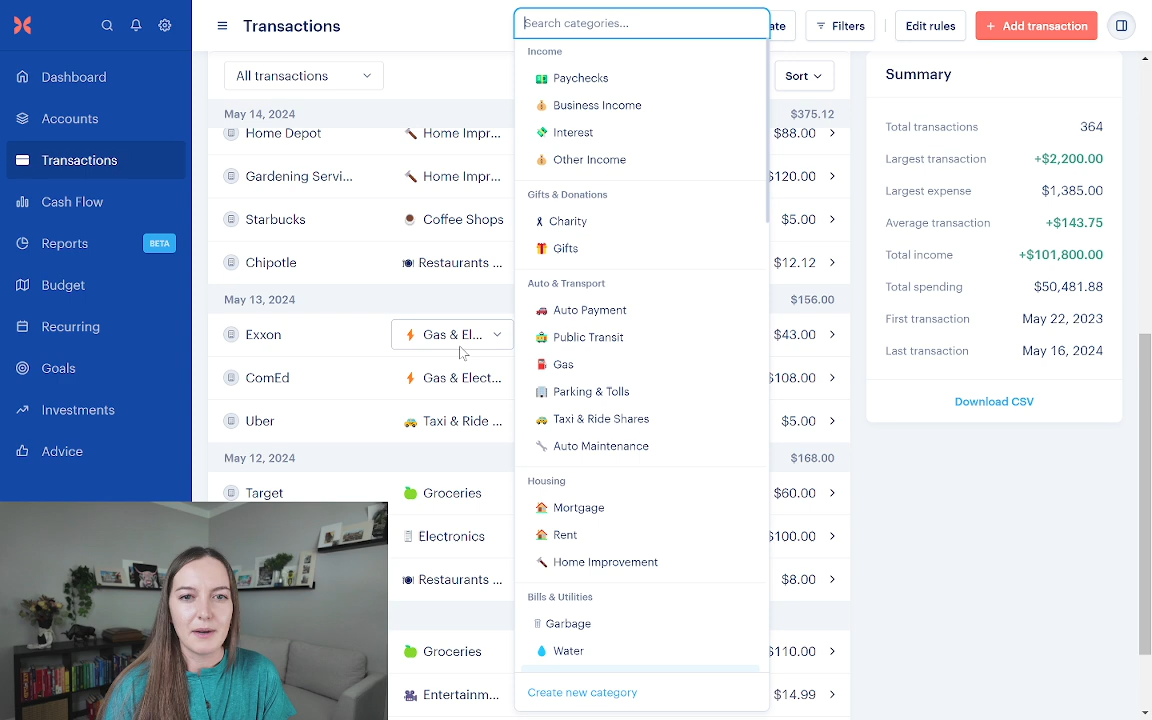 Dashboard
Accounts
Transactions
Cash Flow
Reports
BETA
Budget
Recurring
Goals
Investments
Advice
Transactions
Filters
Edit rules
+ Add transaction
All transactions
Sort
May 14, 2024
$375.12
Home Depot
Home Impr...
$88.00
Gardening Servi...
Home Impr...
$120.00
Starbucks
Coffee Shops
$5.00
Chipotle
Restaurants ...
$12.12
May 13, 2024
$156.00
Exxon
Gas & El...
$43.00
ComEd
Gas & Elect...
$108.00
Uber
Taxi & Ride ...
$5.00
May 12, 2024
$168.00
Target
Groceries
$60.00
Electronics
$100.00
Restaurants ...
$8.00
Groceries
$110.00
Entertainm...
$14.99
Search categories...
Income
Paychecks
Business Income
Interest
Other Income
Gifts & Donations
Charity
Gifts
Auto & Transport
Auto Payment
Public Transit
Gas
Parking & Tolls
Taxi & Ride Shares
Auto Maintenance
Housing
Mortgage
Rent
Home Improvement
Bills & Utilities
Garbage
Water
Create new category
Summary
Total transactions
364
Largest transaction
+$2,200.00
Largest expense
$1,385.00
Average transaction
+$143.75
Total income
+$101,800.00
Total spending
$50,481.88
First transaction
May 22, 2023
Last transaction
May 16, 2024
Download CSV